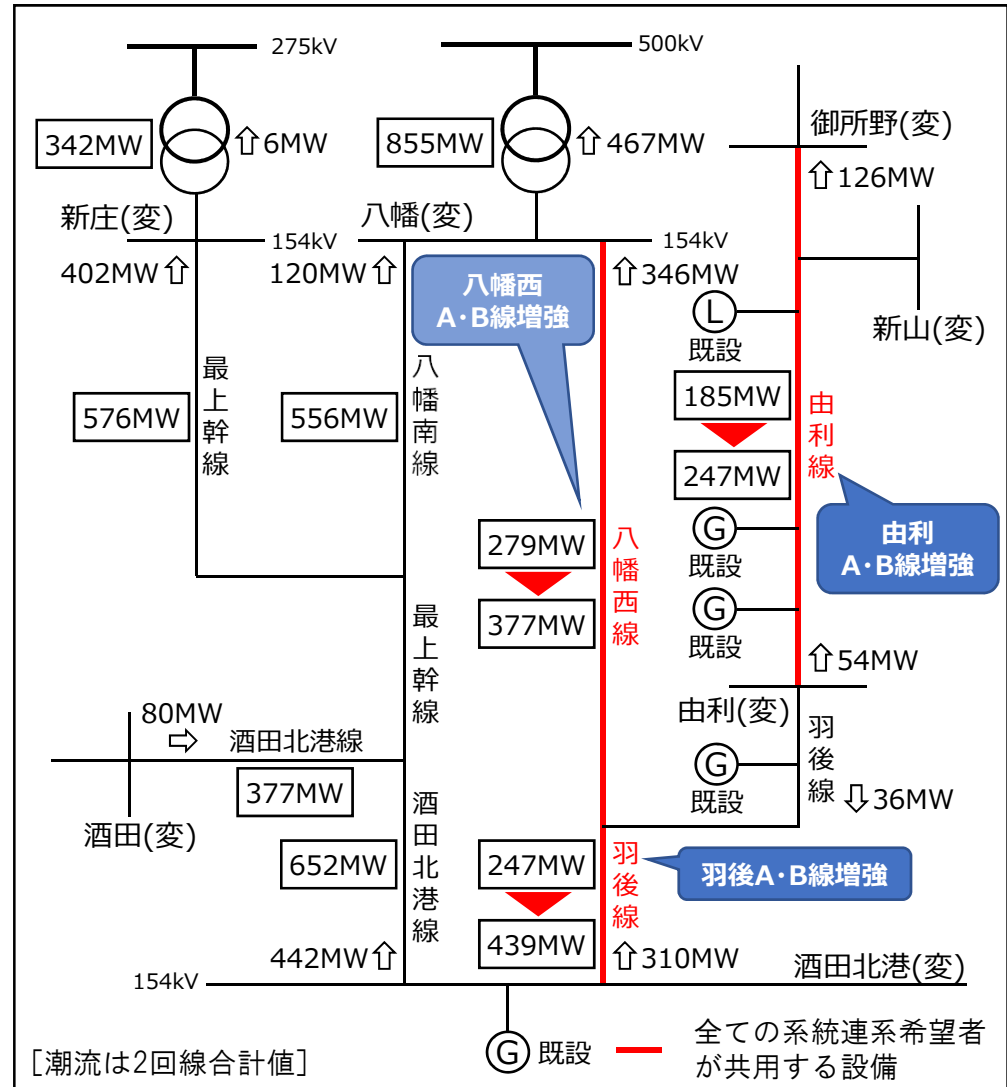 275kV
500kV
342MW
6MW
855MW
467MW
御所野(変)
126MW
新庄(変)
154kV
八幡(変)
154kV
402MW
120MW
346MW
八幡西
A・B線増強
L
既設
新山(変)
576MW
最上幹線
556MW
八幡南線
185MW
247MW
由利線
G
既設
由利
A・B線増強
279MW
377MW
八幡西線
G
既設
54MW
最上幹線
由利(変)
80MW
酒田北港線
377MW
酒田(変)
G
既設
羽後線
36MW
652MW
酒田北港線
247MW
439MW
羽後線
羽後A・B線増強
442MW
310MW
酒田北港(変)
154kV
G 既設
全ての系統連系希望者
が共用する設備
[潮流は2回線合計値]